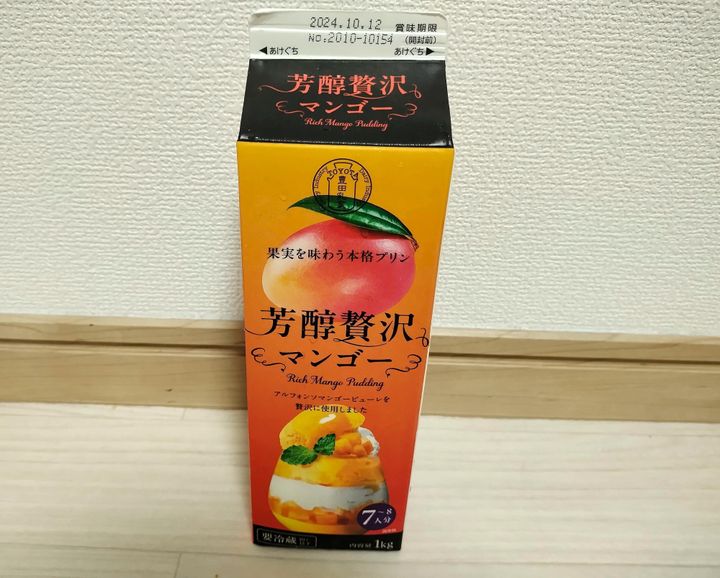 2024.10.12
賞味期限
No.2010-10154
(開封前)
◀あけぐち
あけぐち▶
芳醇贅沢
マンゴー
Rich Mango Pudding
TOYOTA
豊田
果実を味わう本格プリン
芳醇贅沢
マンゴー
Rich Mango Pudding
アルフォンソマンゴーピューレを
贅沢に使用しました
7~8
人分
要冷蔵
内容量 1kg